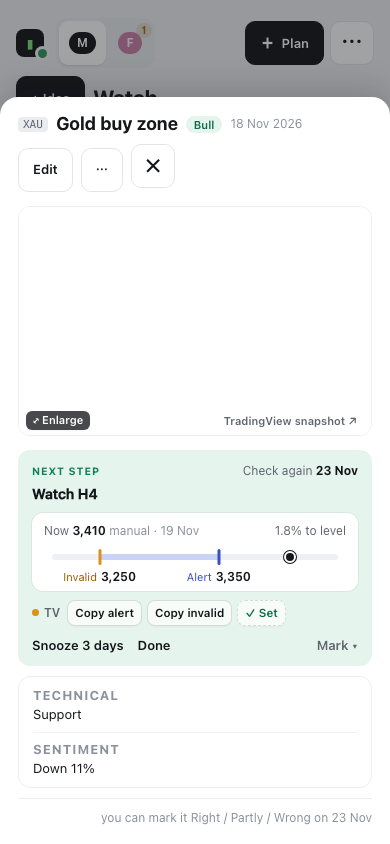 M F 1 + Plan ...
Watch
XAU Gold buy zone Bull 18 Nov 2026
Edit ... ✕
⤢ Enlarge TradingView snapshot ↗
NEXT STEP Check again 23 Nov
Watch H4
Now 3,410 manual · 19 Nov 1.8% to level
Invalid 3,250 Alert 3,350
TV Copy alert Copy invalid ✓ Set
Snooze 3 days Done Mark ▾
TECHNICAL
Support
SENTIMENT
Down 11%
you can mark it Right / Partly / Wrong on 23 Nov